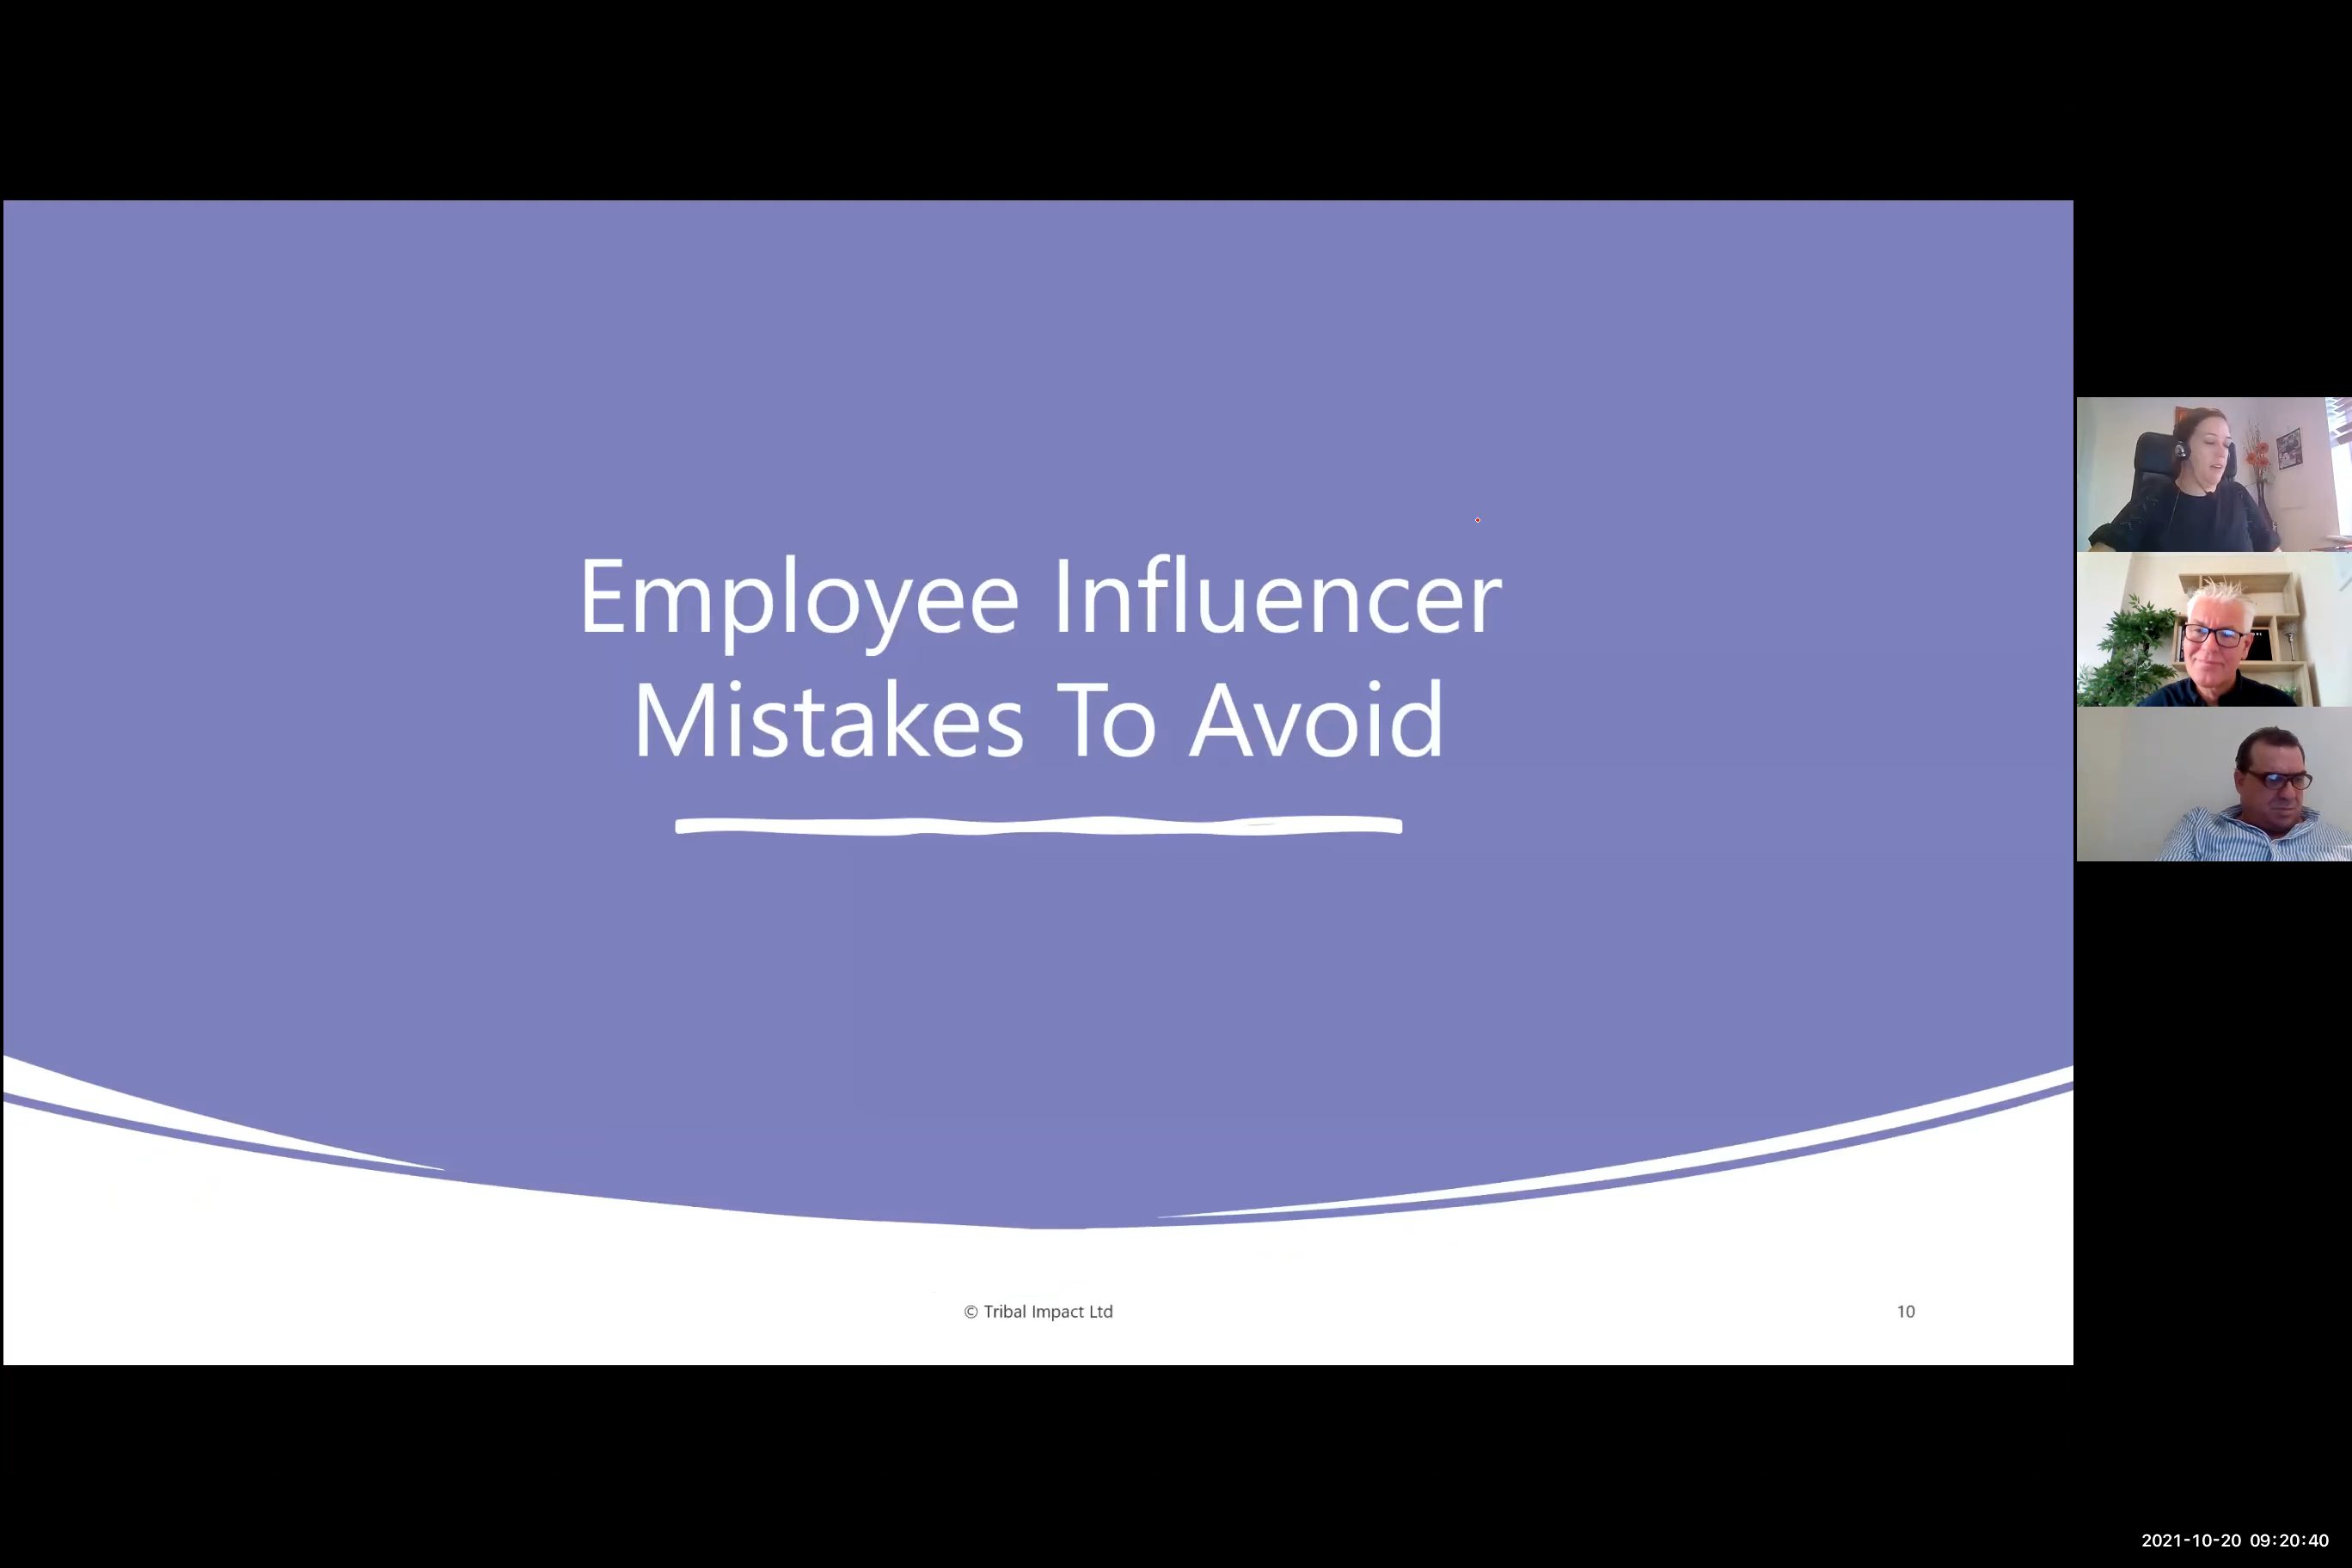 Employee Influencer
Mistakes To Avoid
© Tribal Impact Ltd
10
2021-10-20 09:20:40